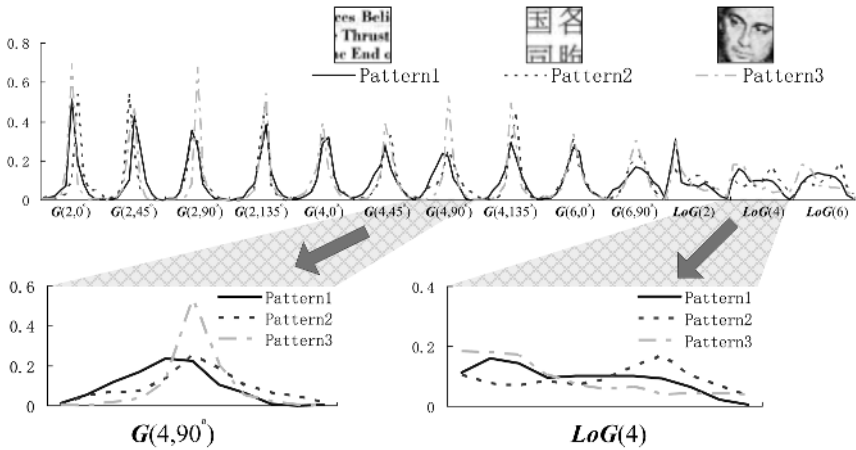 ces Beli
Thrust
e End o
国 各
Pattern1 Pattern2 Pattern3
0.8
0.6
0.4
0.2
0
G(2,0°) G(2,45°) G(2,90°) G(2,135°) G(4,0°) G(4,45°) G(4,90°) G(4,135°) G(6,0°) G(6,90°) LoG(2) LoG(4) LoG(6)
0.6
0.4
0.2
0
Pattern1
Pattern2
Pattern3
G(4,90°)
0.4
0.2
0
Pattern1
Pattern2
Pattern3
LoG(4)